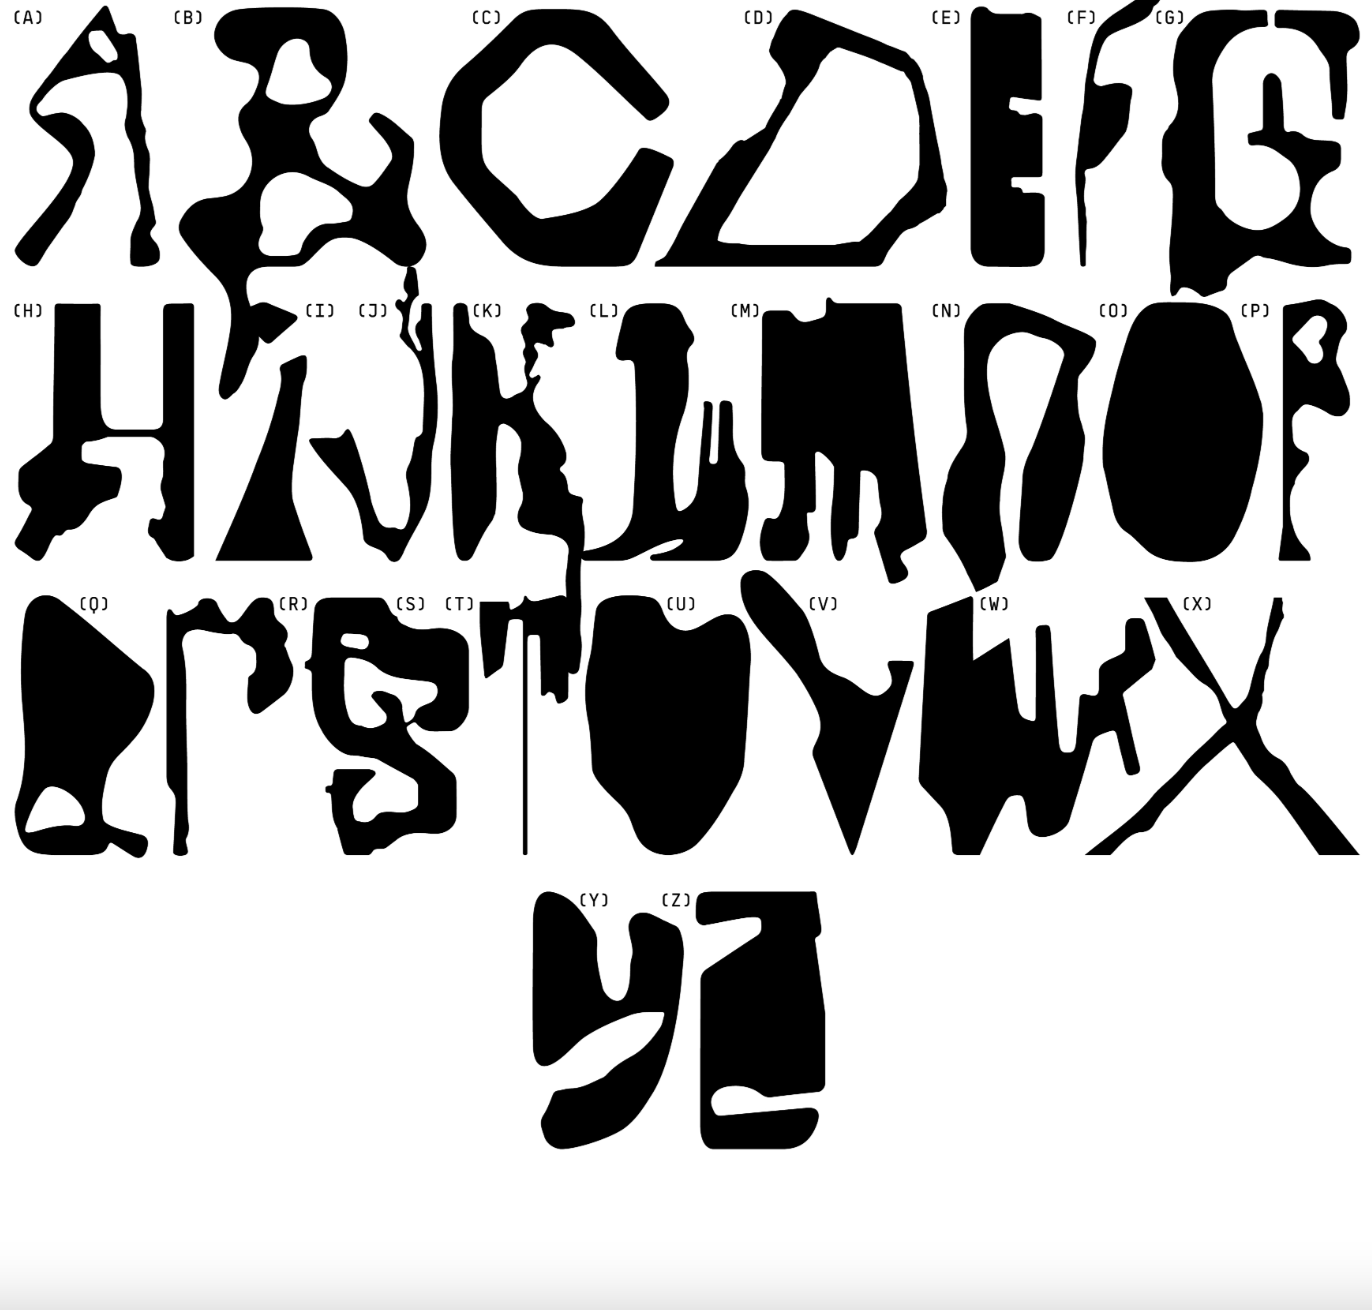 (A) (B) (C) (D) (E) (F) (G)
(H) (I) (J) (K) (L) (M) (N) (O) (P)
(Q) (R) (S) (T) (U) (V) (W) (X)
(Y) (Z)